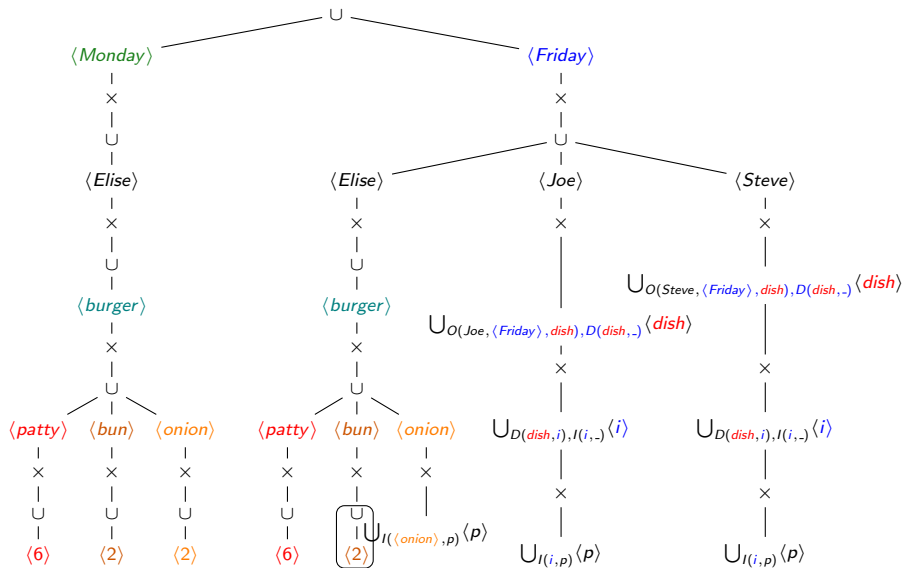 ∪
⟨Monday⟩ ⟨Friday⟩
× ×
∪ ∪
⟨Elise⟩ ⟨Elise⟩ ⟨Joe⟩ ⟨Steve⟩
× × × ×
∪ ∪
⋃O(Steve,⟨Friday⟩,dish),D(dish,_)⟨dish⟩
⟨burger⟩ ⟨burger⟩
⋃O(Joe,⟨Friday⟩,dish),D(dish,_)⟨dish⟩
× × × ×
∪ ∪
⟨patty⟩ ⟨bun⟩ ⟨onion⟩ ⟨patty⟩ ⟨bun⟩ ⟨onion⟩ ⋃D(dish,i),I(i,_)⟨i⟩ ⋃D(dish,i),I(i,_)⟨i⟩
× × × × × ×
× ×
∪ ∪ ∪ ∪ ∪
⋃I(⟨onion⟩,p)⟨p⟩
⟨6⟩ ⟨2⟩ ⟨2⟩ ⟨6⟩ ⟨2⟩ ⋃I(i,p)⟨p⟩ ⋃I(i,p)⟨p⟩